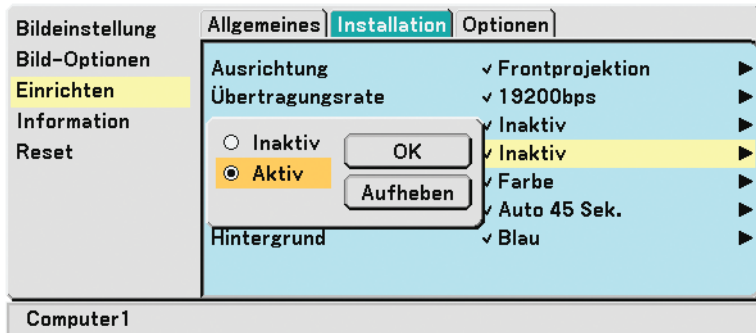 Bildeinstellung
Bild-Optionen
Einrichten
Information
Reset
Allgemeines Installation Optionen
Ausrichtung ✓ Frontprojektion ▶
Übertragungsrate ✓ 19200bps ▶
✓ Inaktiv ▶
✓ Inaktiv ▶
✓ Farbe ▶
✓ Auto 45 Sek. ▶
Hintergrund ✓ Blau ▶
Inaktiv
Aktiv
OK
Aufheben
Computer1